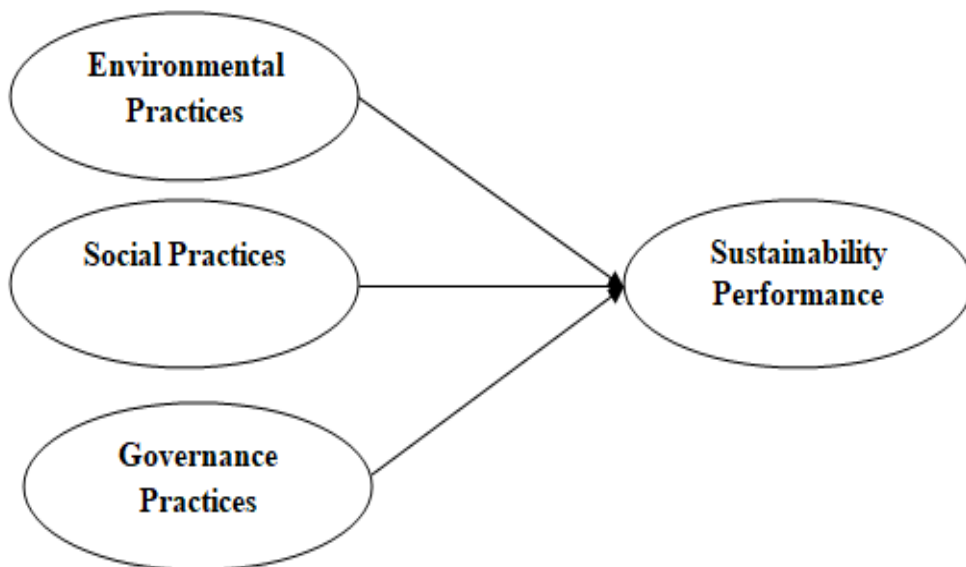 Environmental
Practices
Social Practices
Sustainability
Performance
Governance
Practices